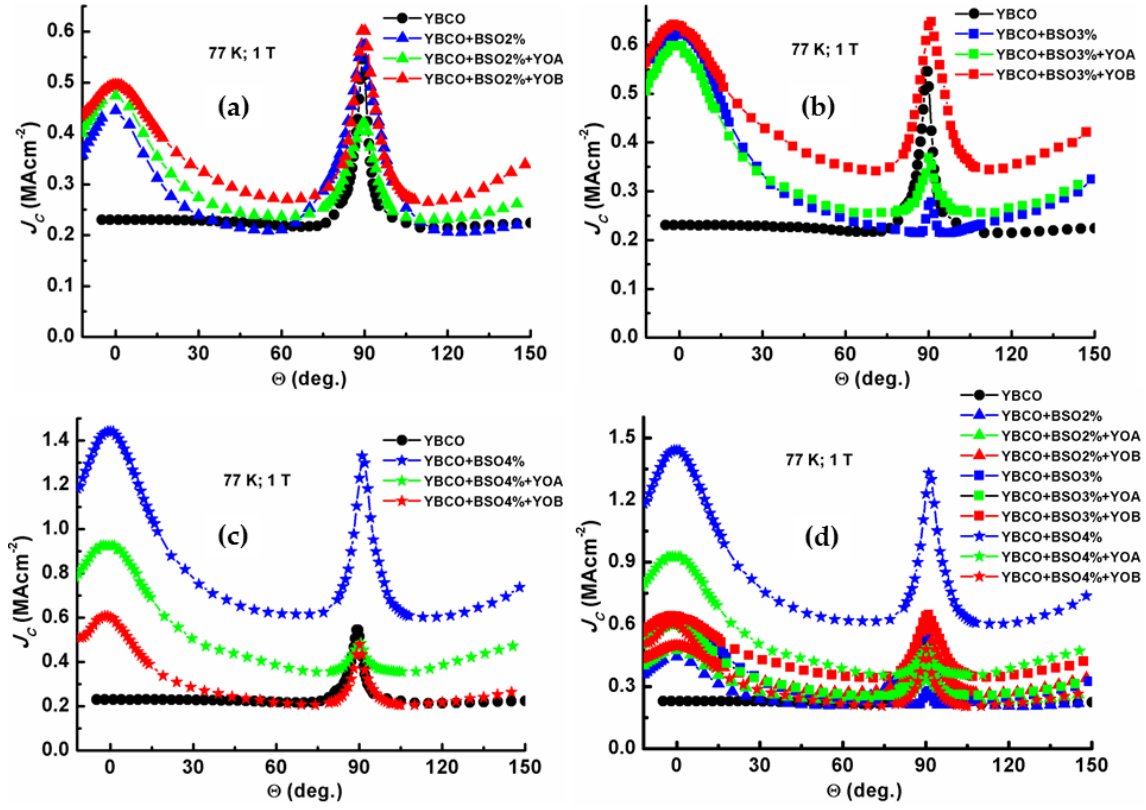 0.6
0.5
0.4
0.3
0.2
0.1
0.0
J_c (MAcm^-2)
77 K; 1 T
(a)
YBCO
YBCO+BSO2%
YBCO+BSO2%+YOA
YBCO+BSO2%+YOB
0 30 60 90 120 150
Θ (deg.)
0.6
0.5
0.4
0.3
0.2
0.1
0.0
J_c (MAcm^-2)
77 K; 1 T
(b)
YBCO
YBCO+BSO3%
YBCO+BSO3%+YOA
YBCO+BSO3%+YOB
0 30 60 90 120 150
Θ (deg.)
1.4
1.2
1.0
0.8
0.6
0.4
0.2
0.0
J_c (MAcm^-2)
77 K; 1 T
(c)
YBCO
YBCO+BSO4%
YBCO+BSO4%+YOA
YBCO+BSO4%+YOB
0 30 60 90 120 150
Θ (deg.)
1.5
1.2
0.9
0.6
0.3
0.0
J_c (MAcm^-2)
77 K; 1 T
(d)
YBCO
YBCO+BSO2%
YBCO+BSO2%+YOA
YBCO+BSO2%+YOB
YBCO+BSO3%
YBCO+BSO3%+YOA
YBCO+BSO3%+YOB
YBCO+BSO4%
YBCO+BSO4%+YOA
YBCO+BSO4%+YOB
0 30 60 90 120 150
Θ (deg.)